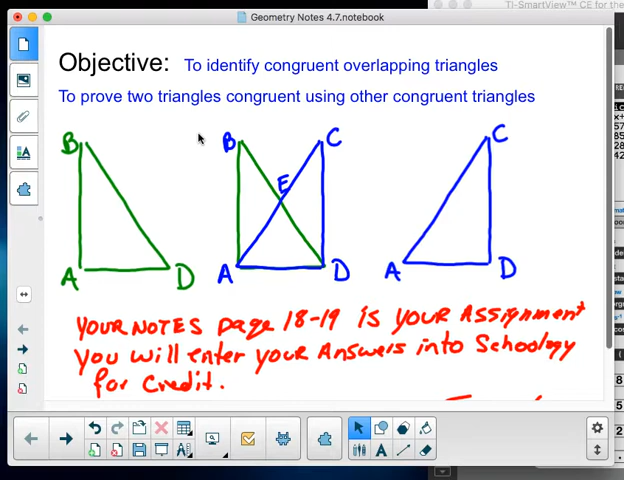 TI-SmartView™ CE for the
Geometry Notes 4.7.notebook
Objective: To identify congruent overlapping triangles
To prove two triangles congruent using other congruent triangles
B B C C
E
A D A D A D
YOUR NOTES page 18-19 is YOUR ASSignment
You will enter your Answers into Schoology
for Credit.